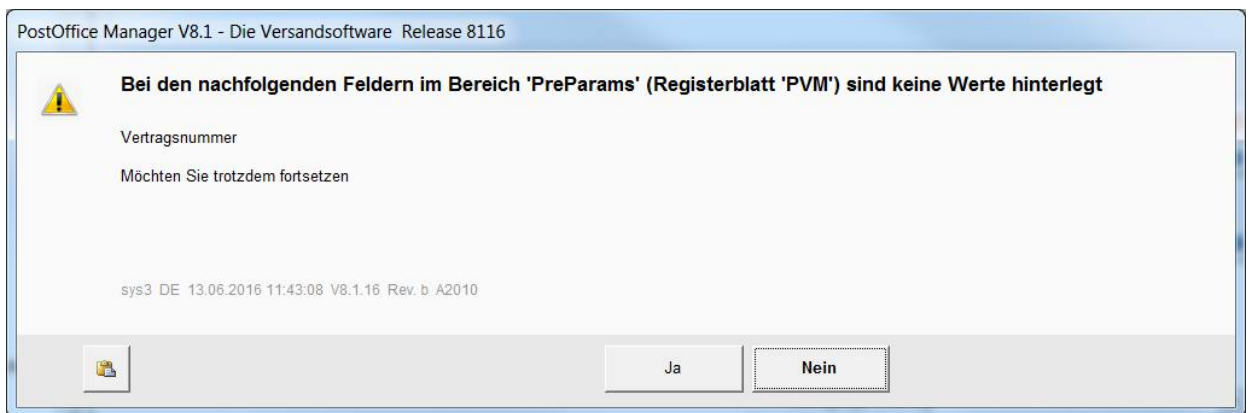 PostOffice Manager V8.1 - Die Versandsoftware Release 8116
Bei den nachfolgenden Feldern im Bereich 'PreParams' (Registerblatt 'PVM') sind keine Werte hinterlegt
Vertragsnummer
Möchten Sie trotzdem fortsetzen
sys3 DE 13.06.2016 11:43:08 V8.1.16 Rev. b A2010
Ja
Nein